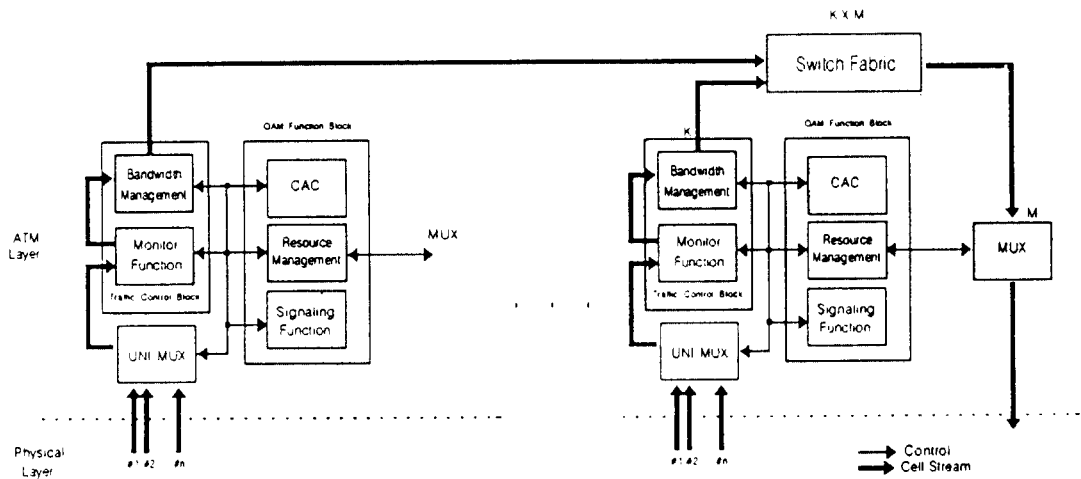 K X M
Switch Fabric
OAM Function Block
Bandwidth
Management
CAC
Monitor
Function
Resource
Management
MUX
Traffic Control Block
Signaling
Function
UNI MUX
#1 #2 #n
ATM
Layer
Physical
Layer
K
OAM Function Block
Bandwidth
Management
CAC
Monitor
Function
Resource
Management
M
MUX
Traffic Control Block
Signaling
Function
UNI MUX
#1 #2 #n
Control
Cell Stream